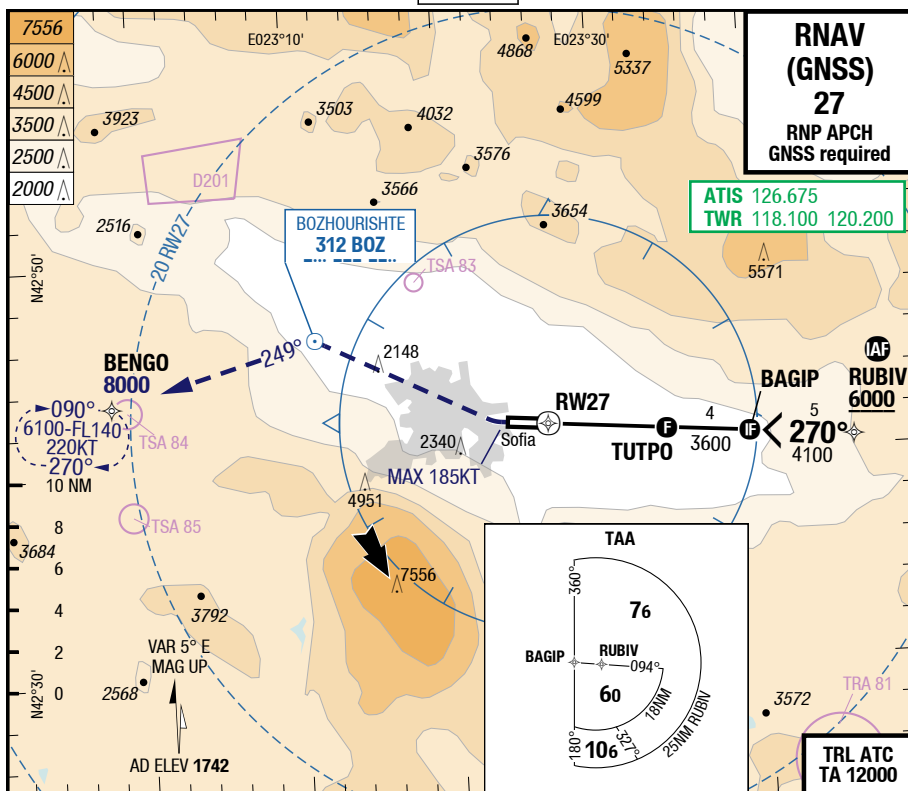 7556
6000
4500
3500
2500
2000
E023°10'
E023°30'
4868
5337
4599
3923
3503
4032
3576
3566
3654
2516
D201
20 RW27
RNAV
(GNSS)
27
RNP APCH
GNSS required
ATIS 126.675
TWR 118.100 120.200
5571
BOZHOURISHTE
312 BOZ
TSA 83
N42°50'
249°
2148
BENGO
8000
090°
6100-FL140
220KT
270°
10 NM
TSA 84
TSA 85
RW27
Sofia
2340
MAX 185KT
4951
7556
TUTPO
F
4
3600
BAGIP
IF
5
270°
4100
IAF
RUBIV
6000
8
6
4
2
0
3684
3792
2568
N42°30'
VAR 5° E
MAG UP
AD ELEV 1742
TAA
360°
76
BAGIP
RUBIV
094°
60
18NM
25NM RUBIV
180°
327°
106
3572
TRA 81
TRL ATC
TA 12000